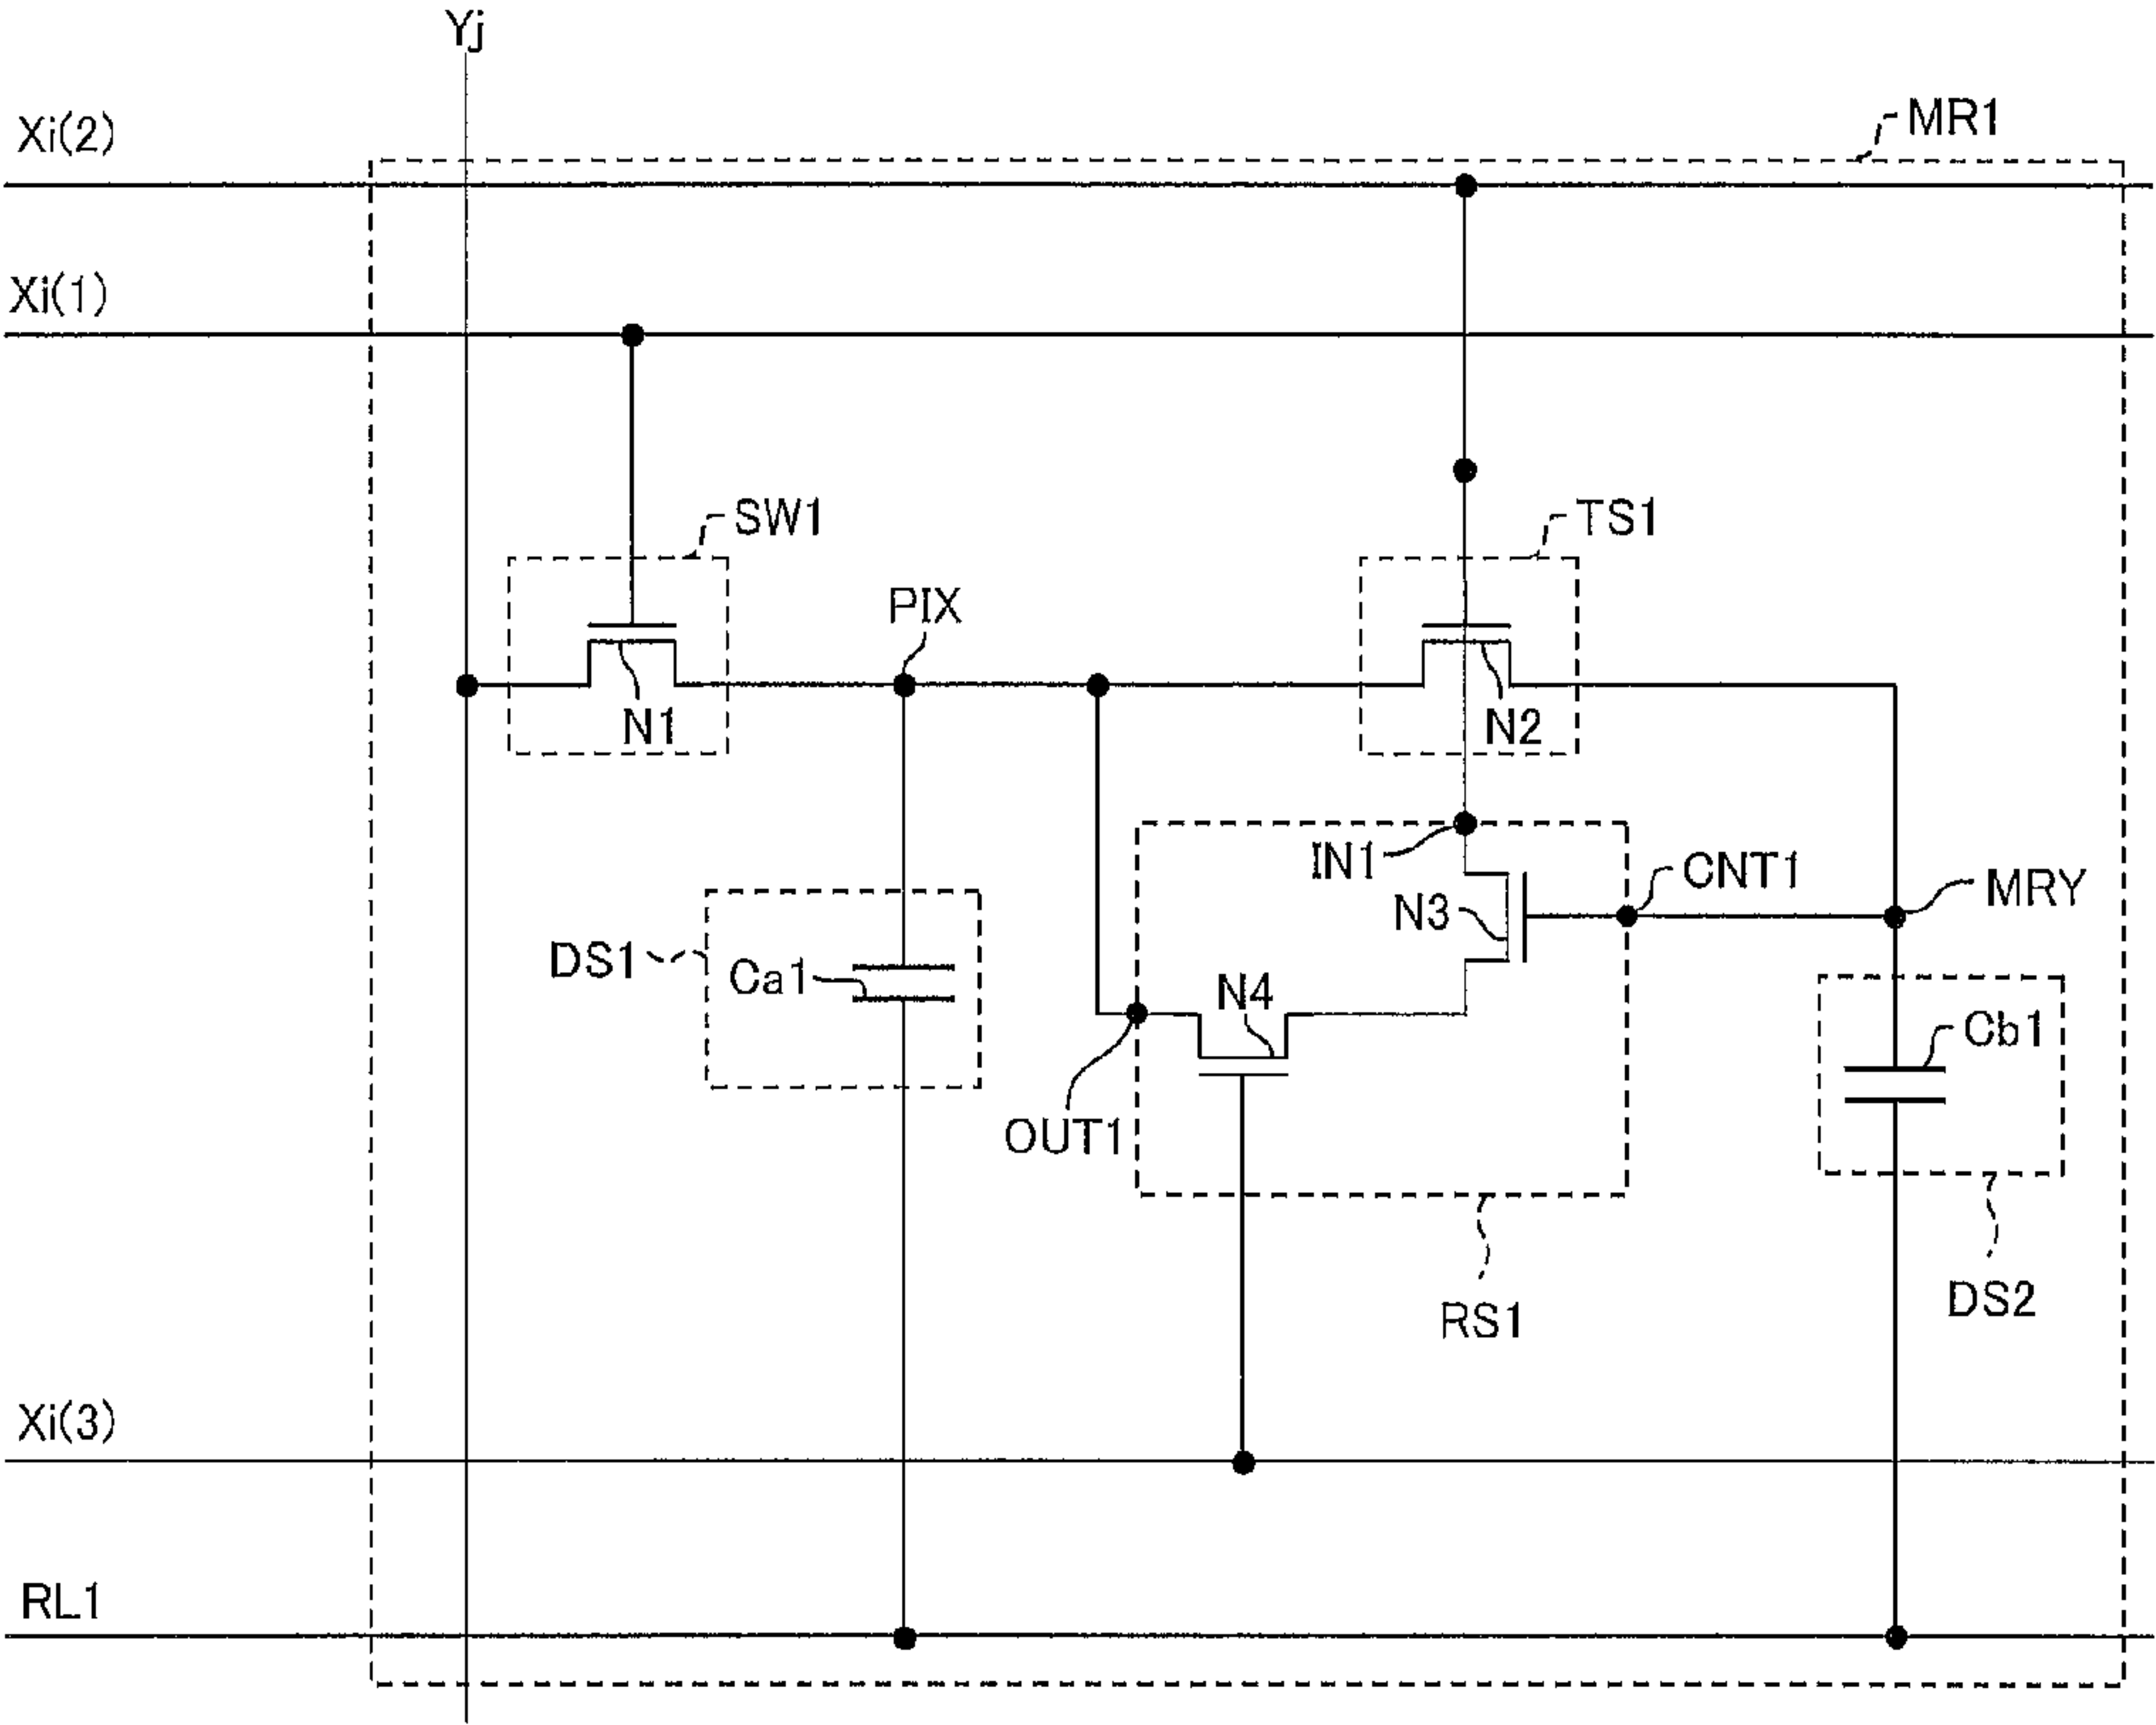 Yj
MR1
Xi(2)
Xi(1)
SW1
TS1
PIX
N1
N2
IN1
CNT1
MRY
N3
DS1
Ca1
N4
Cb1
OUT1
DS2
RS1
Xi(3)
RL1